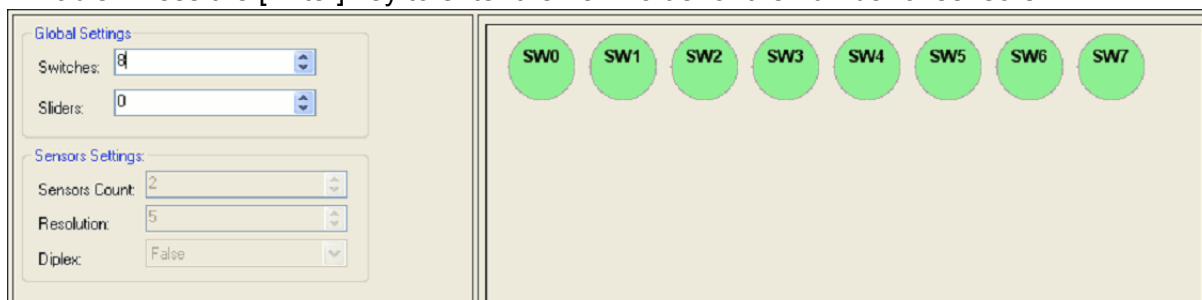 Global Settings
Switches: 8
Sliders: 0
Sensors Settings:
Sensors Count: 2
Resolution: 5
Diplex: False
SW0 SW1 SW2 SW3 SW4 SW5 SW6 SW7